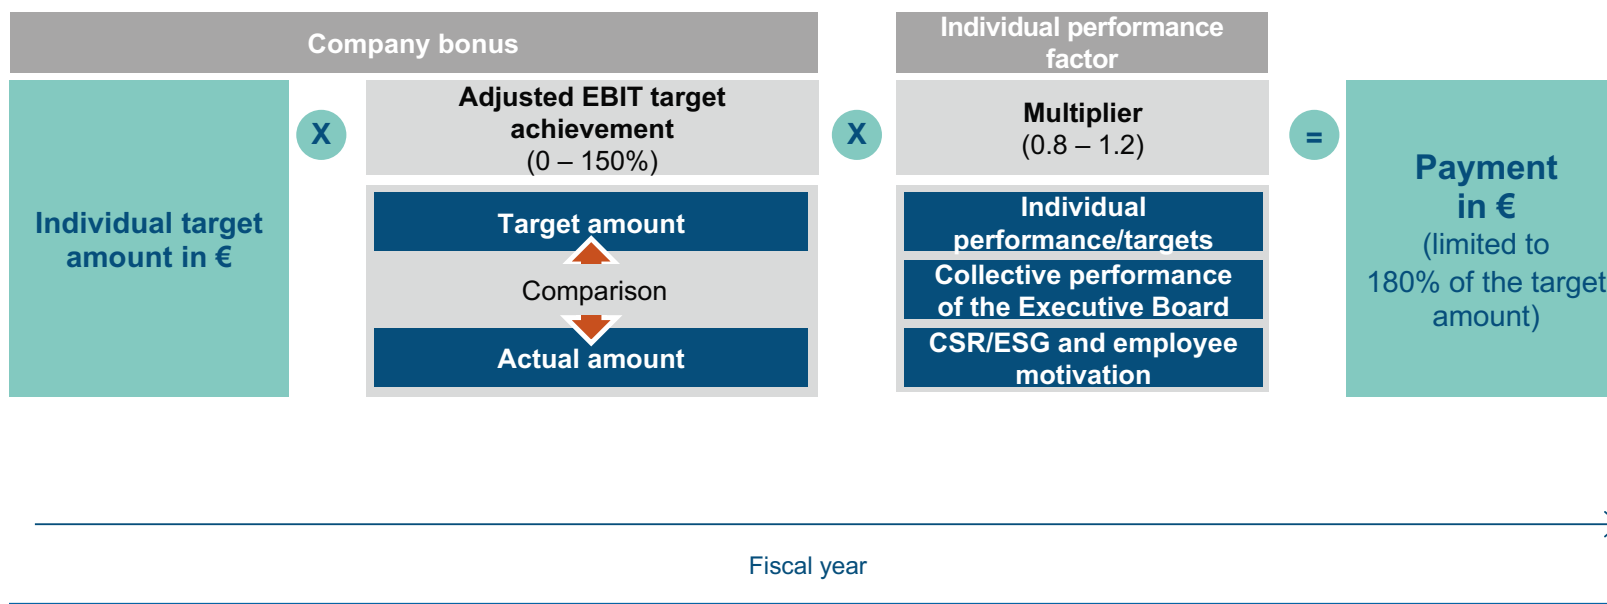 Company bonus
Individual performance
factor
Individual target
amount in €
X
Adjusted EBIT target
achievement
(0 – 150%)
Target amount
Comparison
Actual amount
X
Multiplier
(0.8 – 1.2)
Individual
performance/targets
Collective performance
of the Executive Board
CSR/ESG and employee
motivation
=
Payment
in €
(limited to
180% of the target
amount)
Fiscal year